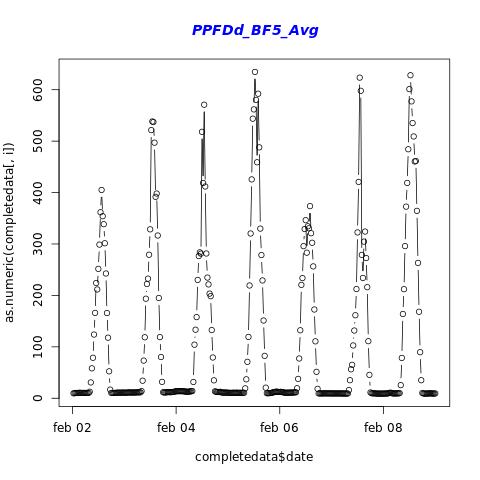 PPFDd_BF5_Avg
as.numeric(completedata[, i])
600
500
400
300
200
100
0
feb 02 feb 04 feb 06 feb 08
completedata$date